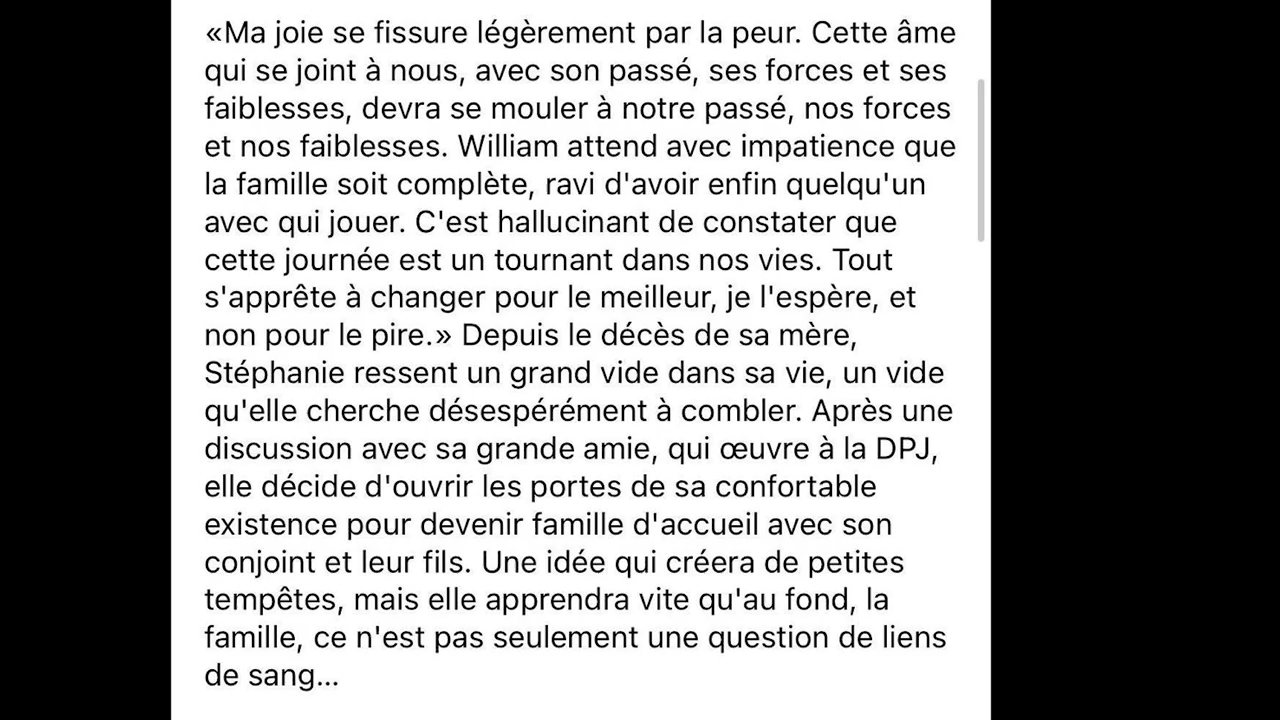 «Ma joie se fissure légèrement par la peur. Cette âme
qui se joint à nous, avec son passé, ses forces et ses
faiblesses, devra se mouler à notre passé, nos forces
et nos faiblesses. William attend avec impatience que
la famille soit complète, ravi d'avoir enfin quelqu'un
avec qui jouer. C'est hallucinant de constater que
cette journée est un tournant dans nos vies. Tout
s'apprête à changer pour le meilleur, je l'espère, et
non pour le pire.» Depuis le décès de sa mère,
Stéphanie ressent un grand vide dans sa vie, un vide
qu'elle cherche désespérément à combler. Après une
discussion avec sa grande amie, qui œuvre à la DPJ,
elle décide d'ouvrir les portes de sa confortable
existence pour devenir famille d'accueil avec son
conjoint et leur fils. Une idée qui créera de petites
tempêtes, mais elle apprendra vite qu'au fond, la
famille, ce n'est pas seulement une question de liens
de sang...